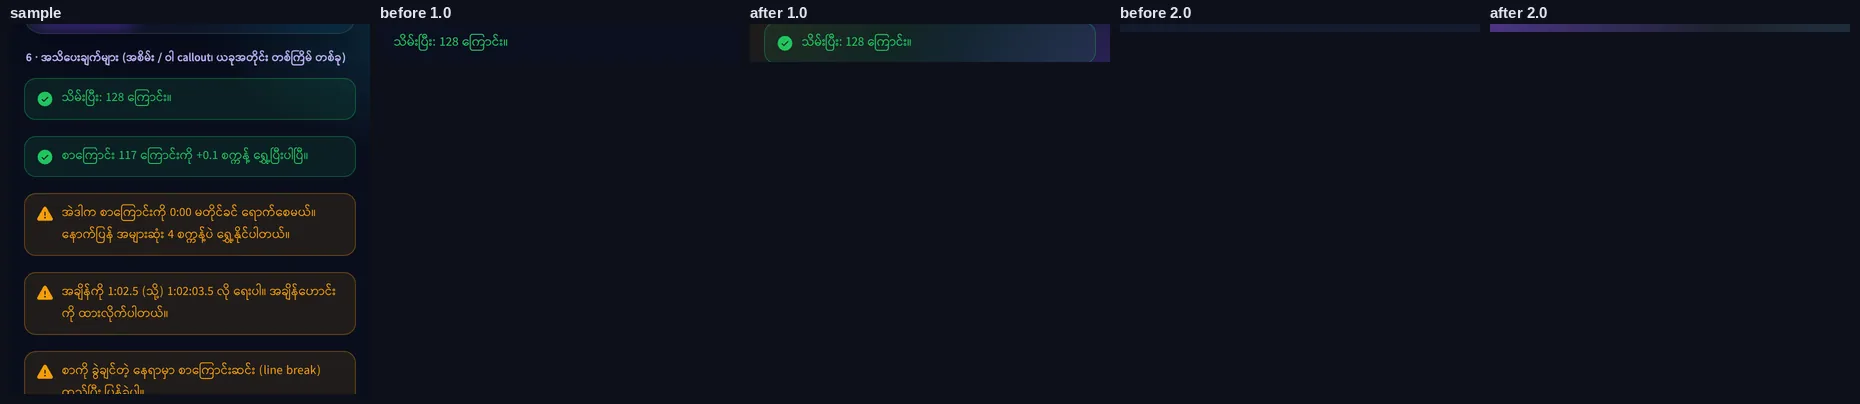 sample
before 1.0
after 1.0
before 2.0
after 2.0
6 · အသိပေးချက်များ (အစိမ်း / ဝါ callout၊ ယခုအတိုင်း တစ်ကြိမ် တစ်ခု)
သိမ်းပြီး: 128 ကြောင်း။
စာကြောင်း 117 ကြောင်းကို +0.1 စက္ကန့် ရွှေ့ပြီးပါပြီ။
အဲဒါက စာကြောင်းကို 0:00 မတိုင်ခင် ရောက်စေမယ်။
နောက်ပြန် အများဆုံး 4 စက္ကန့်ပဲ ရွှေ့နိုင်ပါတယ်။
အချိန်ကို 1:02.5 (သို့) 1:02:03.5 လို ရေးပါ။ အချိန်ဟောင်း
ကို ထားလိုက်ပါတယ်။
စာကို ခွဲချင်တဲ့ နေရာမှာ စာကြောင်းဆင်း (line break)
သိမ်းပြီး: 128 ကြောင်း။
သိမ်းပြီး: 128 ကြောင်း။